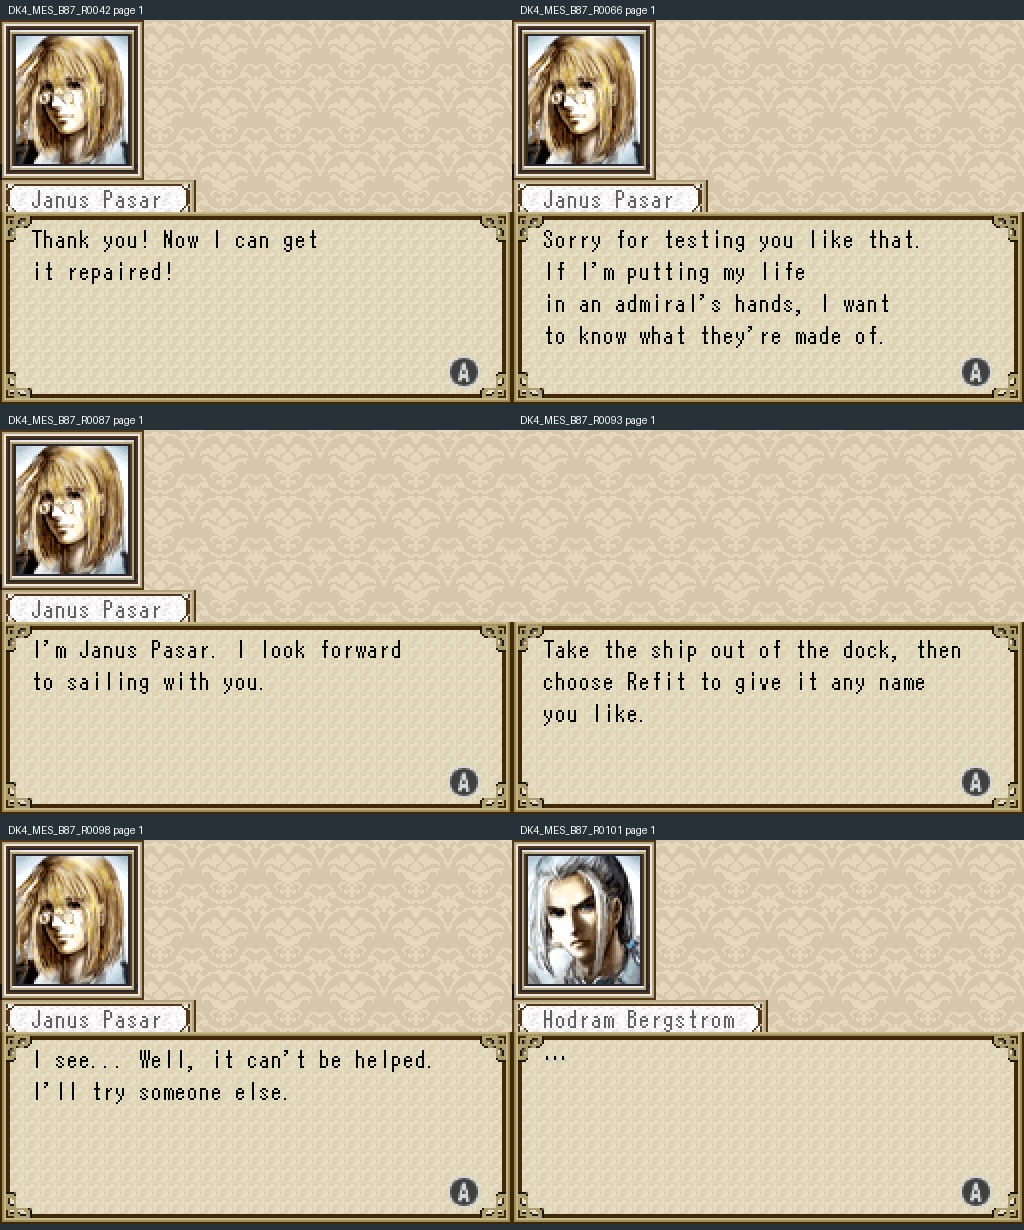 DK4_MES_B87_R0042 page 1
Janus Pasar
Thank you! Now I can get
it repaired!
A
DK4_MES_B87_R0066 page 1
Janus Pasar
Sorry for testing you like that.
If I'm putting my life
in an admiral's hands, I want
to know what they're made of.
A
DK4_MES_B87_R0087 page 1
Janus Pasar
I'm Janus Pasar. I look forward
to sailing with you.
A
DK4_MES_B87_R0093 page 1
Take the ship out of the dock, then
choose Refit to give it any name
you like.
A
DK4_MES_B87_R0098 page 1
Janus Pasar
I see... Well, it can't be helped.
I'll try someone else.
A
DK4_MES_B87_R0101 page 1
Hodram Bergstrom
…
A